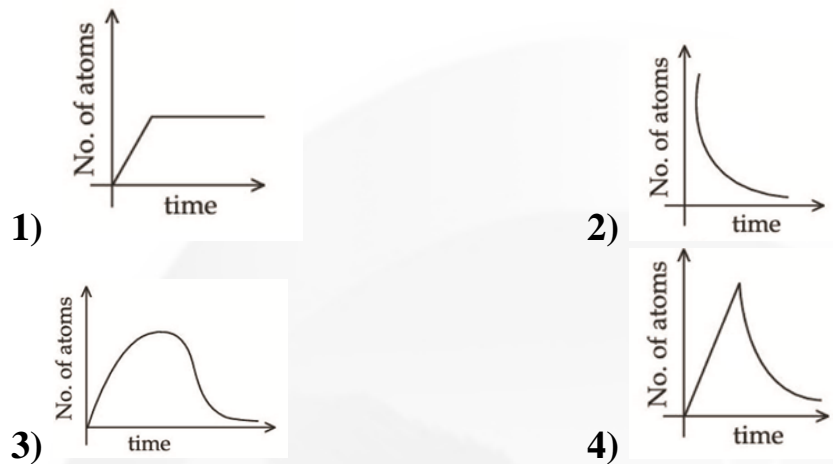 No. of atoms
time
1)
No. of atoms
time
2)
No. of atoms
time
3)
No. of atoms
time
4)